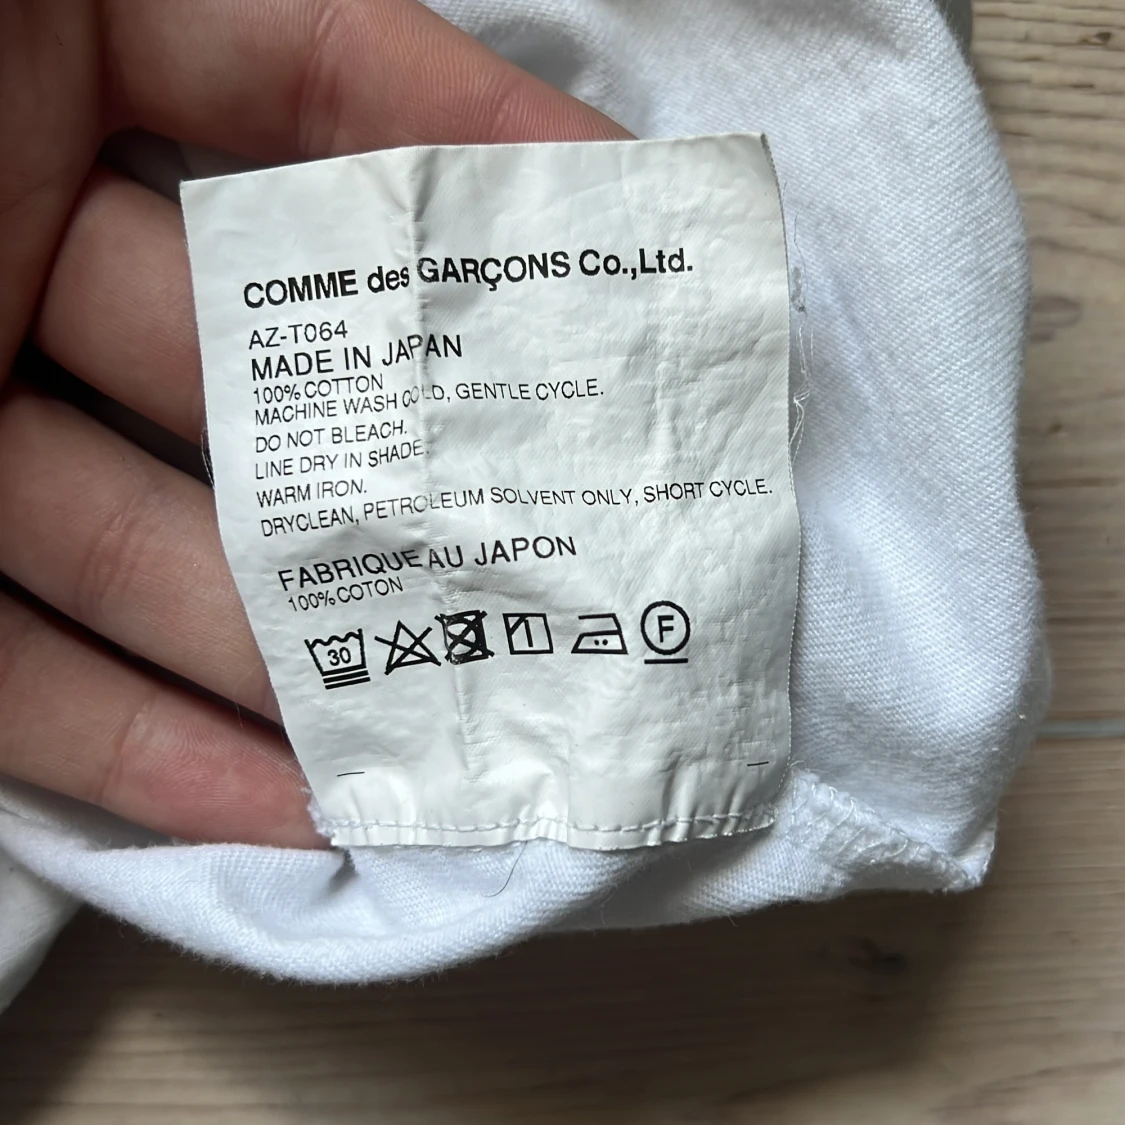 COMME des GARÇONS Co.,Ltd.
AZ-T064
MADE IN JAPAN
100% COTTON
MACHINE WASH COLD, GENTLE CYCLE.
DO NOT BLEACH.
LINE DRY IN SHADE.
WARM IRON.
DRYCLEAN, PETROLEUM SOLVENT ONLY, SHORT CYCLE.
FABRIQUE AU JAPON
100% COTON
30 F